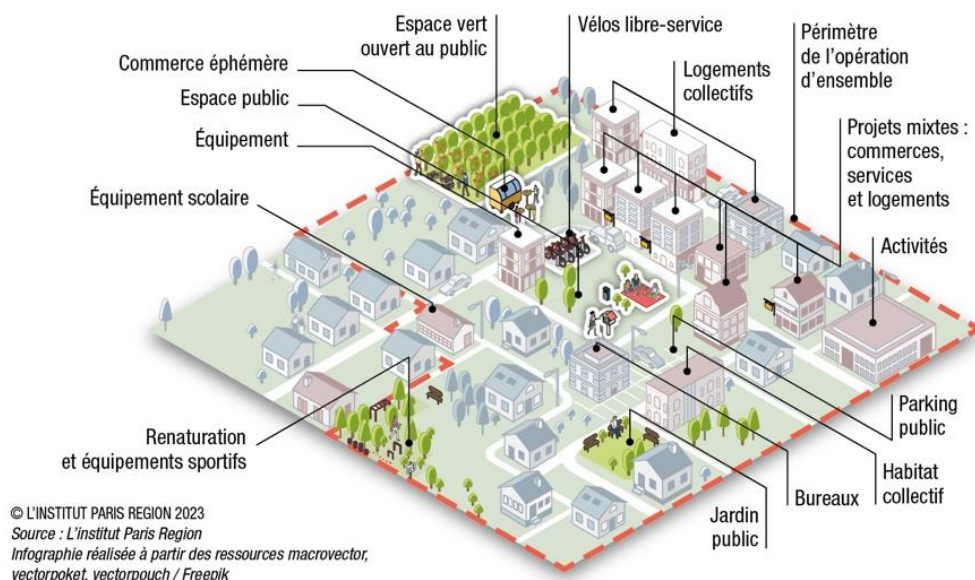 Espace vert
ouvert au public
Vélos libre-service
Périmètre
de l'opération
d'ensemble
Commerce éphémère
Logements
collectifs
Espace public
Projets mixtes :
commerces,
services
et logements
Équipement
Équipement scolaire
Activités
Renaturation
et équipements sportifs
Parking
public
Habitat
collectif
Bureaux
Jardin
public
© L'INSTITUT PARIS REGION 2023
Source : L'institut Paris Region
Infographie réalisée à partir des ressources macrovector,
vectorpoket, vectorpouch / Freepik